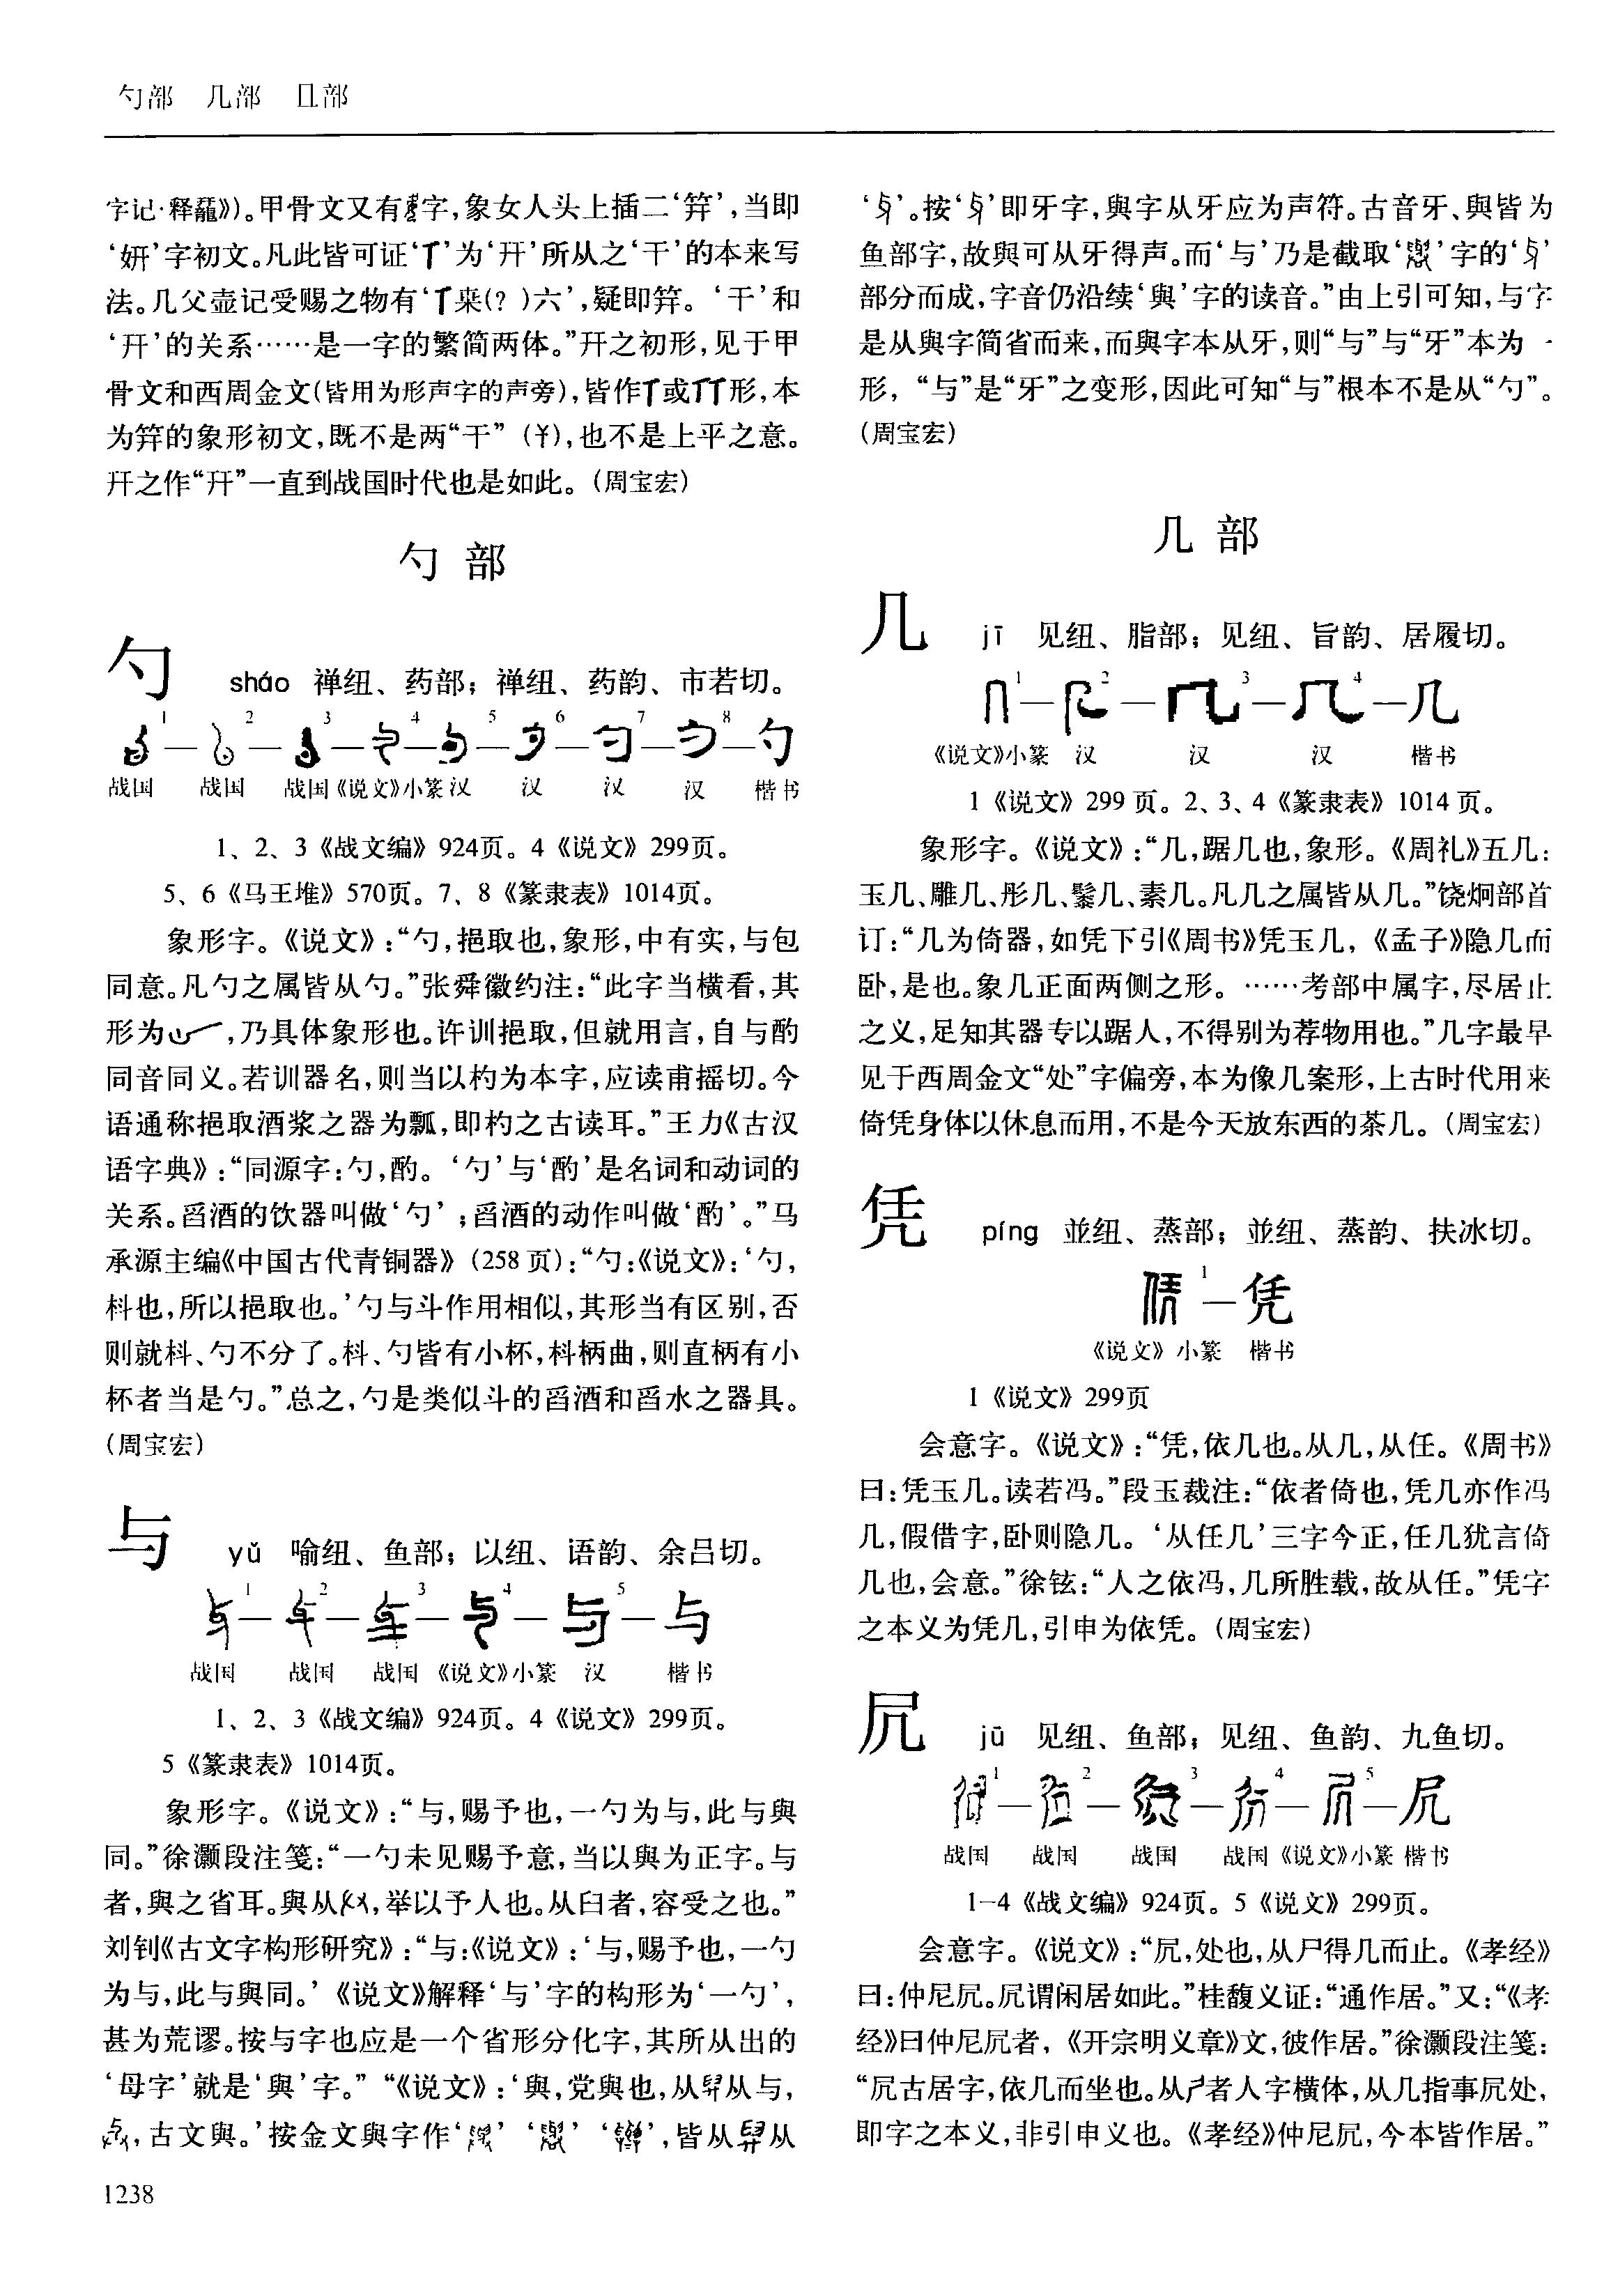 勺部　几部　且部
字记·释龘》)。甲骨文又有字,象女人头上插二‘笄’,当即
‘妍’字初文。凡此皆可证‘’为‘幵’所从之‘干’的本来写
法。几父壶记受赐之物有‘枽(？)六’,疑即笄。‘干’和
‘幵’的关系……是一字的繁简两体。”幵之初形,见于甲
骨文和西周金文(皆用为形声字的声旁),皆作或形,本
为笄的象形初文,既不是两“干”(),也不是上平之意。
幵之作“幵”一直到战国时代也是如此。(周宝宏)
勺部
勺　sháo　禅纽、药部；禅纽、药韵、市若切。
1—2—3—4—5—6—7—8—勺
战国　战国　战国《说文》小篆 汉　汉　汉　汉　楷书
1、2、3《战文编》924页。4《说文》299页。
5、6《马王堆》570页。7、8《篆隶表》1014页。
象形字。《说文》:“勺,挹取也,象形,中有实,与包
同意。凡勺之属皆从勺。”张舜徽约注:“此字当横看,其
形为,乃具体象形也。许训挹取,但就用言,自与酌
同音同义。若训器名,则当以杓为本字,应读甫摇切。今
语通称挹取酒浆之器为瓢,即杓之古读耳。”王力《古汉
语字典》:“同源字:勺,酌。‘勺’与‘酌’是名词和动词的
关系。舀酒的饮器叫做‘勺’;舀酒的动作叫做‘酌’。”马
承源主编《中国古代青铜器》(258页):“勺:《说文》:‘勺,
枓也,所以挹取也。’勺与斗作用相似,其形当有区别,否
则就枓、勺不分了。枓、勺皆有小杯,枓柄曲,则直柄有小
杯者当是勺。”总之,勺是类似斗的舀酒和舀水之器具。
(周宝宏)
与　yǔ　喻纽、鱼部；以纽、语韵、余吕切。
1—2—3—4—5—与
战国　战国　战国《说文》小篆　汉　楷书
1、2、3《战文编》924页。4《说文》299页。
5《篆隶表》1014页。
象形字。《说文》:“与,赐予也,一勺为与,此与與
同。”徐灏段注笺:“一勺未见赐予意,当以與为正字。与
者,與之省耳。與从,举以予人也。从臼者,容受之也。”
刘钊《古文字构形研究》:“与:《说文》:‘与,赐予也,一勺
为与,此与與同。’《说文》解释‘与’字的构形为‘一勺’,
甚为荒谬。按与字也应是一个省形分化字,其所从出的
‘母字’就是‘與’字。”“《说文》:‘與,党與也,从舁从与,
,古文與。’按金文與字作‘’‘’‘’,皆从舁从
‘’。按‘’即牙字,與字从牙应为声符。古音牙、與皆为
鱼部字,故與可从牙得声。而‘与’乃是截取‘’字的‘’
部分而成,字音仍沿续‘與’字的读音。”由上引可知,与字
是从與字简省而来,而與字本从牙,则“与”与“牙”本为一
形,“与”是“牙”之变形,因此可知“与”根本不是从“勺”。
(周宝宏)
几部
几　jī　见纽、脂部；见纽、旨韵、居履切。
1—2—3—4—几
《说文》小篆　汉　汉　汉　楷书
1《说文》299页。2、3、4《篆隶表》1014页。
象形字。《说文》:“几,踞几也,象形。《周礼》五几:
玉几、雕几、彤几、髹几、素几。凡几之属皆从几。”饶炯部首
订:“几为倚器,如凭下引《周书》凭玉几,《孟子》隐几而
卧,是也。象几正面两侧之形。……考部中属字,尽居止
之义,足知其器专以踞人,不得别为荐物用也。”几字最早
见于西周金文“处”字偏旁,本为像几案形,上古时代用来
倚凭身体以休息而用,不是今天放东西的茶几。(周宝宏)
凭　píng　並纽、蒸部；並纽、蒸韵、扶冰切。
1—凭
《说文》小篆　楷书
1《说文》299页
会意字。《说文》:“凭,依几也。从几,从任。《周书》
曰:凭玉几。读若冯。”段玉裁注:“依者倚也,凭几亦作冯
几,假借字,卧则隐几。‘从任几’三字今正,任几犹言倚
几也,会意。”徐铉:“人之依冯,几所胜载,故从任。”凭字
之本义为凭几,引申为依凭。(周宝宏)
凥　jū　见纽、鱼部；见纽、鱼韵、九鱼切。
1—2—3—4—5—凥
战国　战国　战国　战国《说文》小篆 楷书
1—4《战文编》924页。5《说文》299页。
会意字。《说文》:“凥,处也,从尸得几而止。《孝经》
曰:仲尼凥。凥谓闲居如此。”桂馥义证:“通作居。”又:“《孝
经》曰仲尼凥者,《开宗明义章》文,彼作居。”徐灏段注笺:
“凥古居字,依几而坐也。从者人字横体,从几指事凥处,
即字之本义,非引申义也。《孝经》仲尼凥,今本皆作居。”
1238